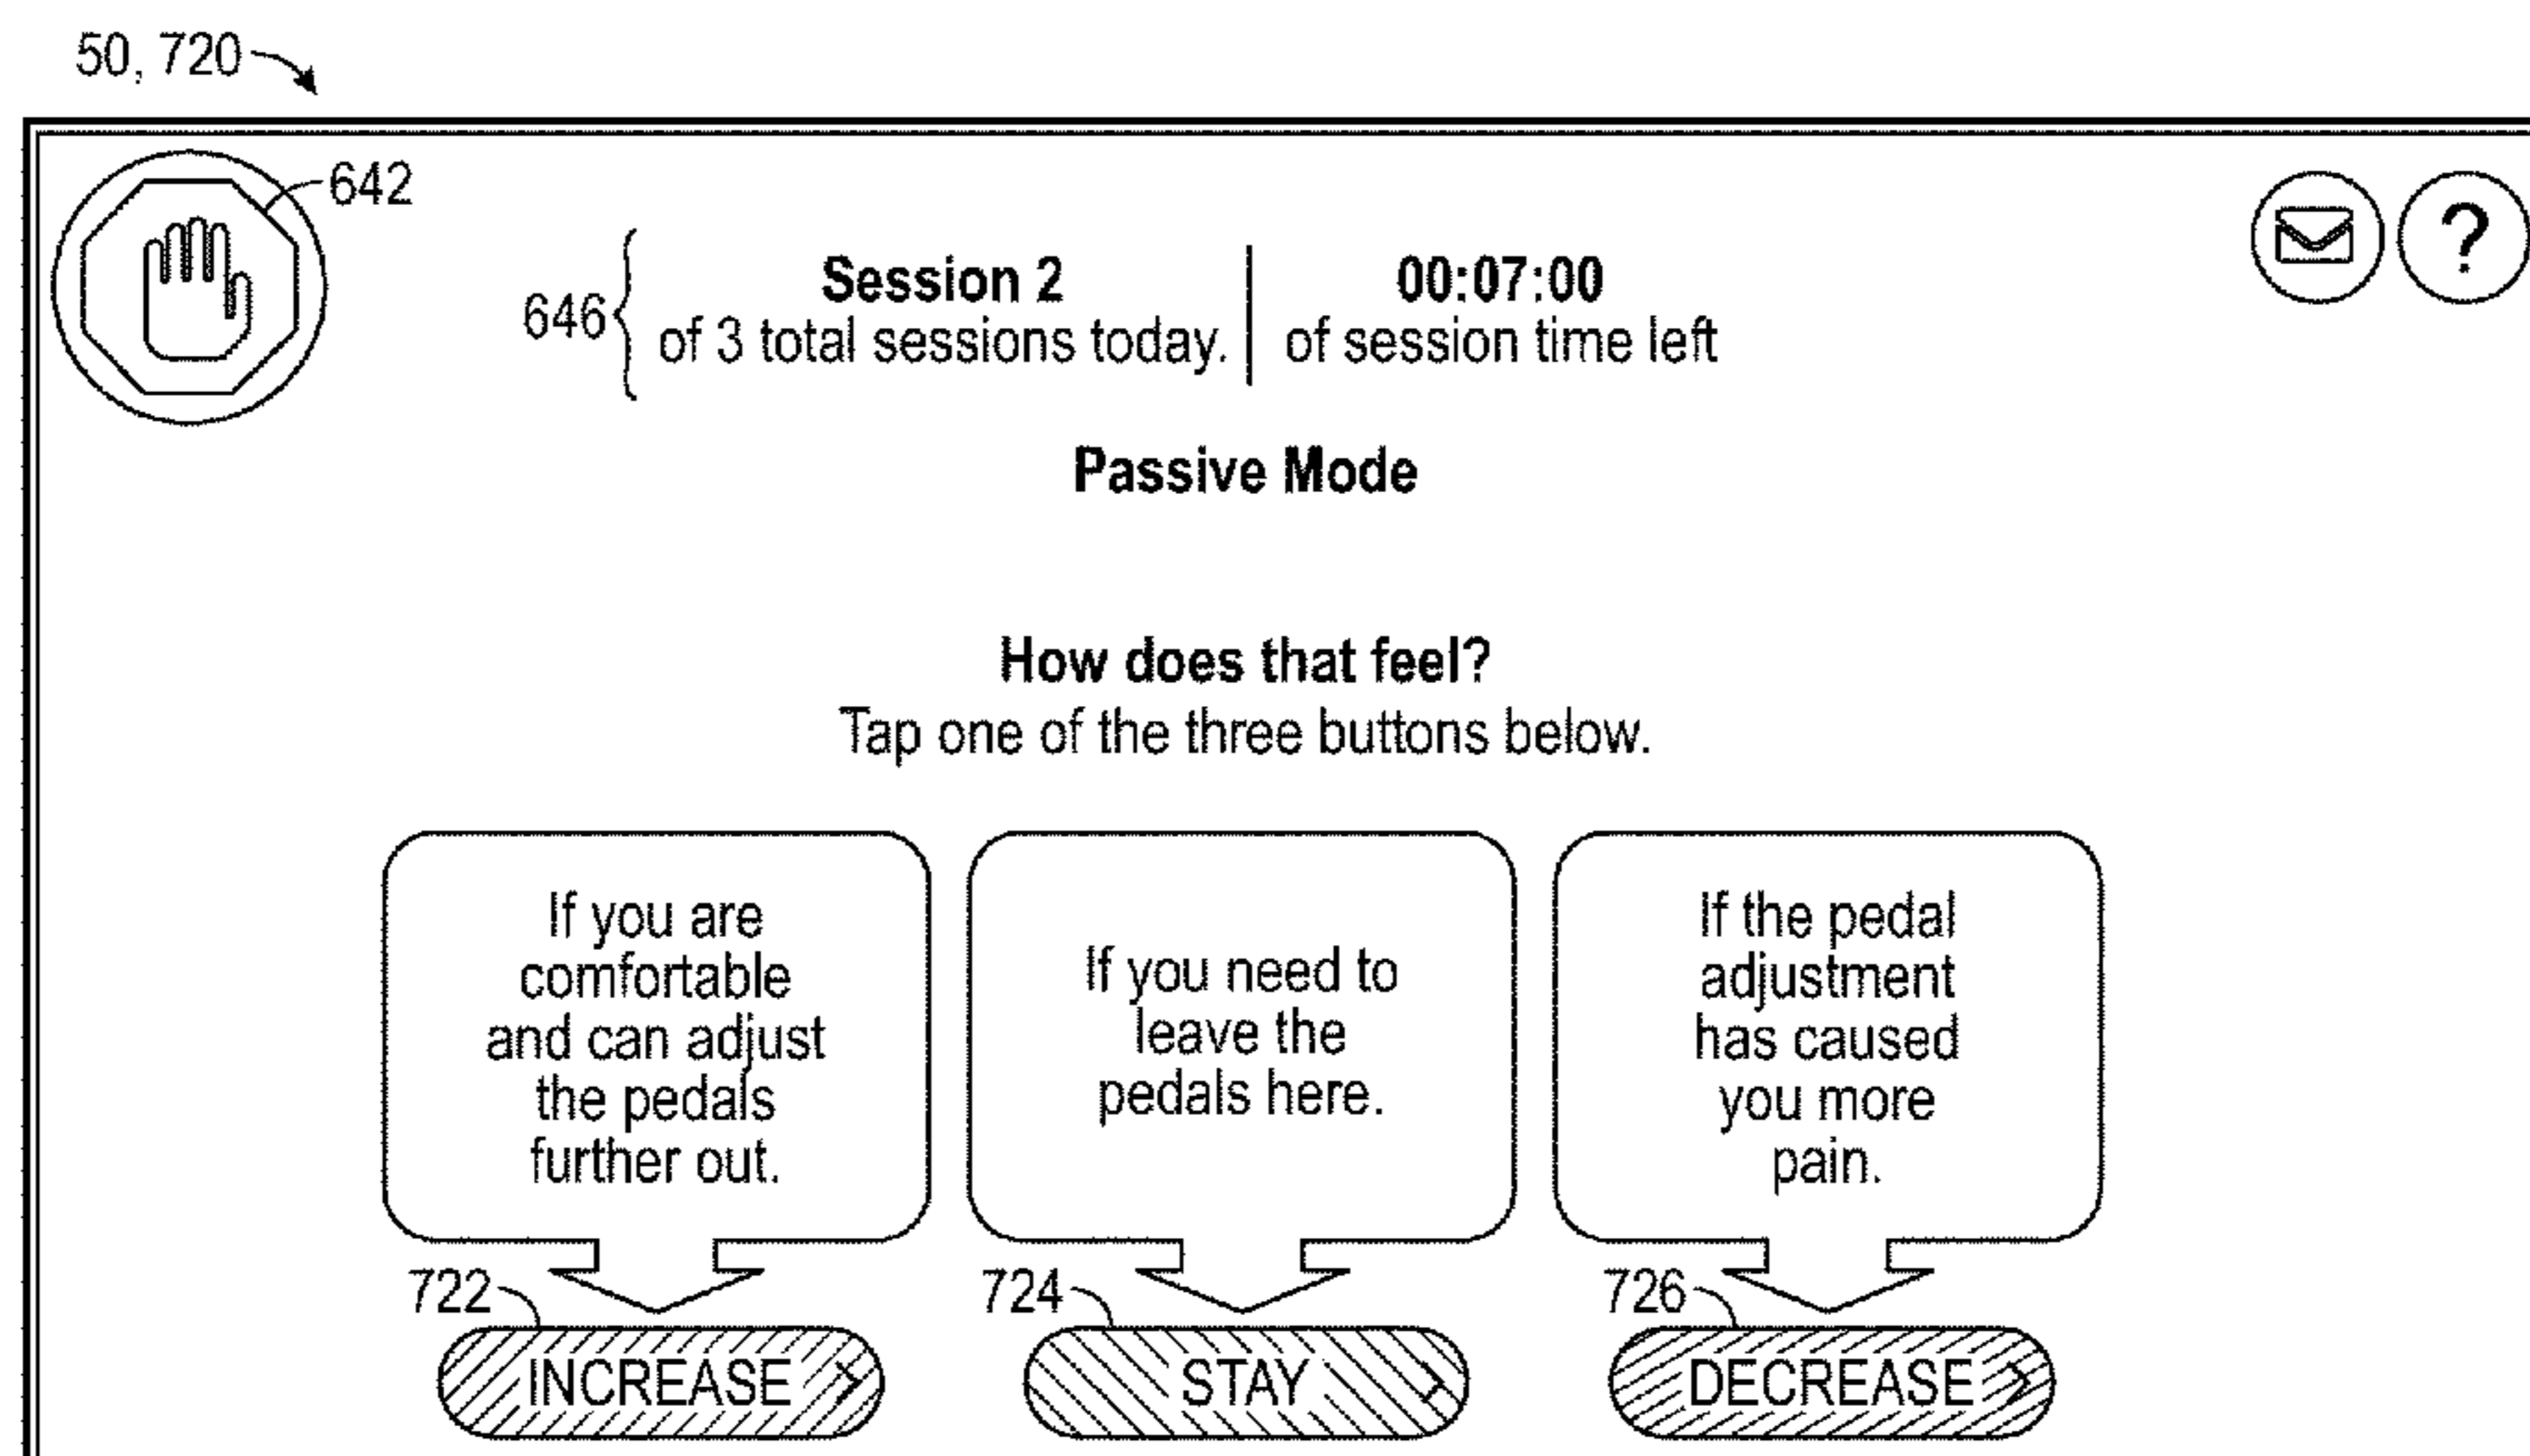 50, 720
642
?
646
Session 2
of 3 total sessions today.
00:07:00
of session time left
Passive Mode
How does that feel?
Tap one of the three buttons below.
If you are
comfortable
and can adjust
the pedals
further out.
If you need to
leave the
pedals here.
If the pedal
adjustment
has caused
you more
pain.
722
INCREASE
724
STAY
726
DECREASE